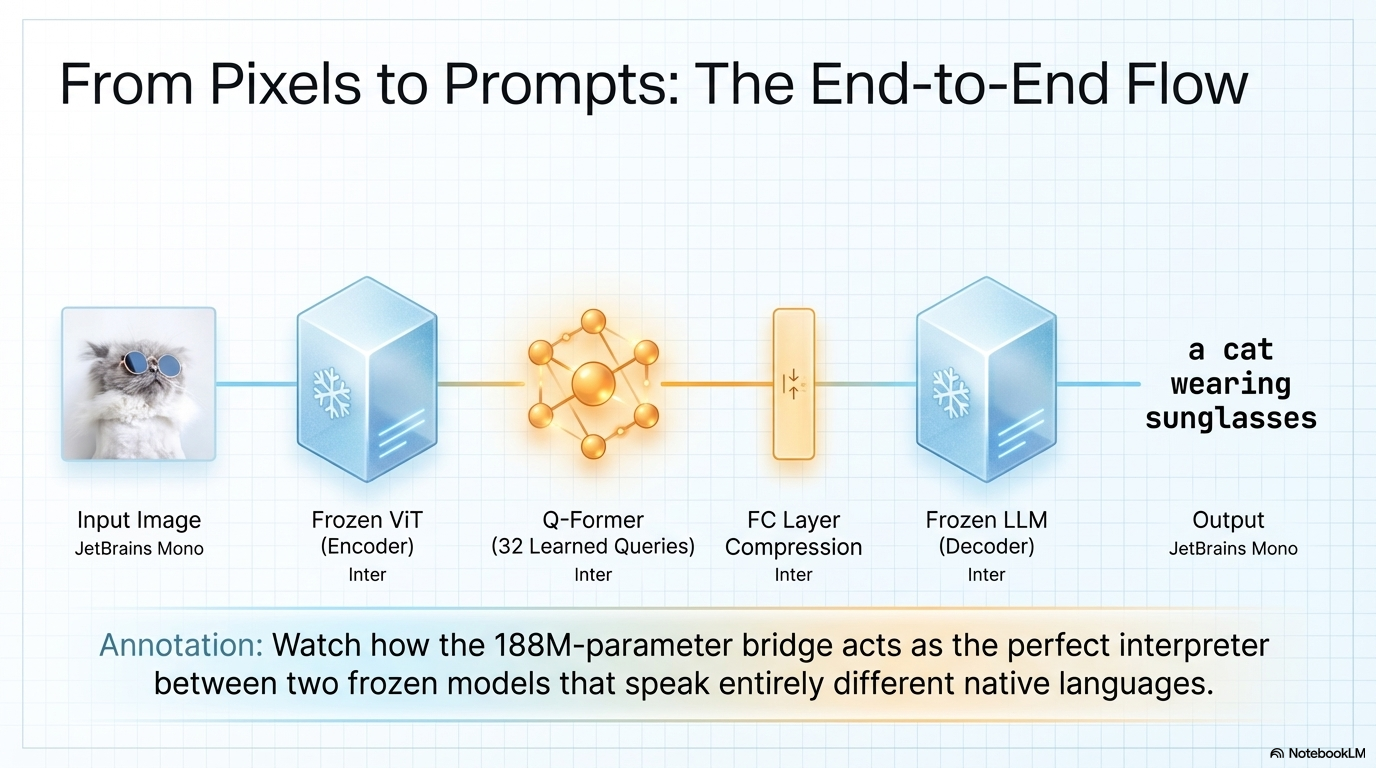 From Pixels to Prompts: The End-to-End Flow
a cat
wearing
sunglasses
Input Image
JetBrains Mono
Frozen ViT
(Encoder)
Inter
Q-Former
(32 Learned Queries)
Inter
FC Layer
Compression
Inter
Frozen LLM
(Decoder)
Inter
Output
JetBrains Mono
Annotation: Watch how the 188M-parameter bridge acts as the perfect interpreter
between two frozen models that speak entirely different native languages.
NotebookLM